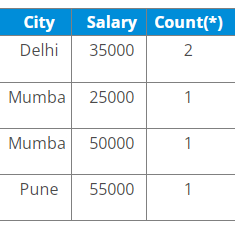 City Salary Count(*)
Delhi 35000 2
Mumba 25000 1
Mumba 50000 1
Pune 55000 1